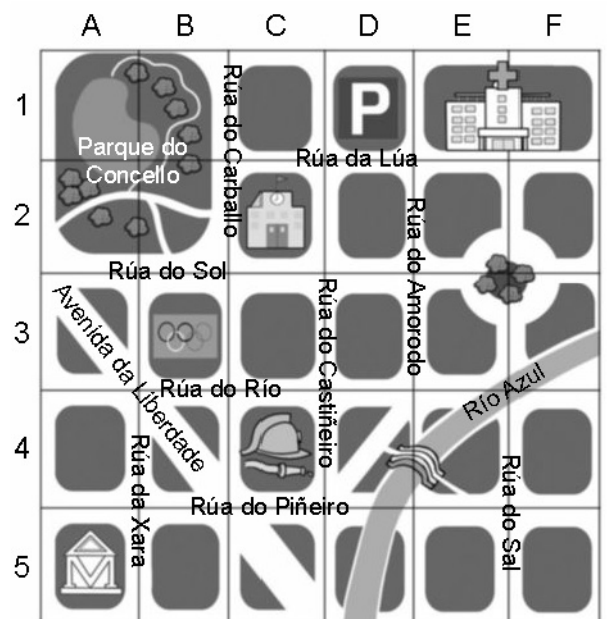 A B C D E F
1
P
Rúa do Carballo
Parque do
Concello
Rúa da Lúa
2
Rúa do Amorodo
Rúa do Sol
3
Avenida da Liberdade
Rúa do Castiñeiro
Rúa do Río
Río Azul
4
Rúa da Xara
Rúa do Sal
Rúa do Piñeiro
5
M